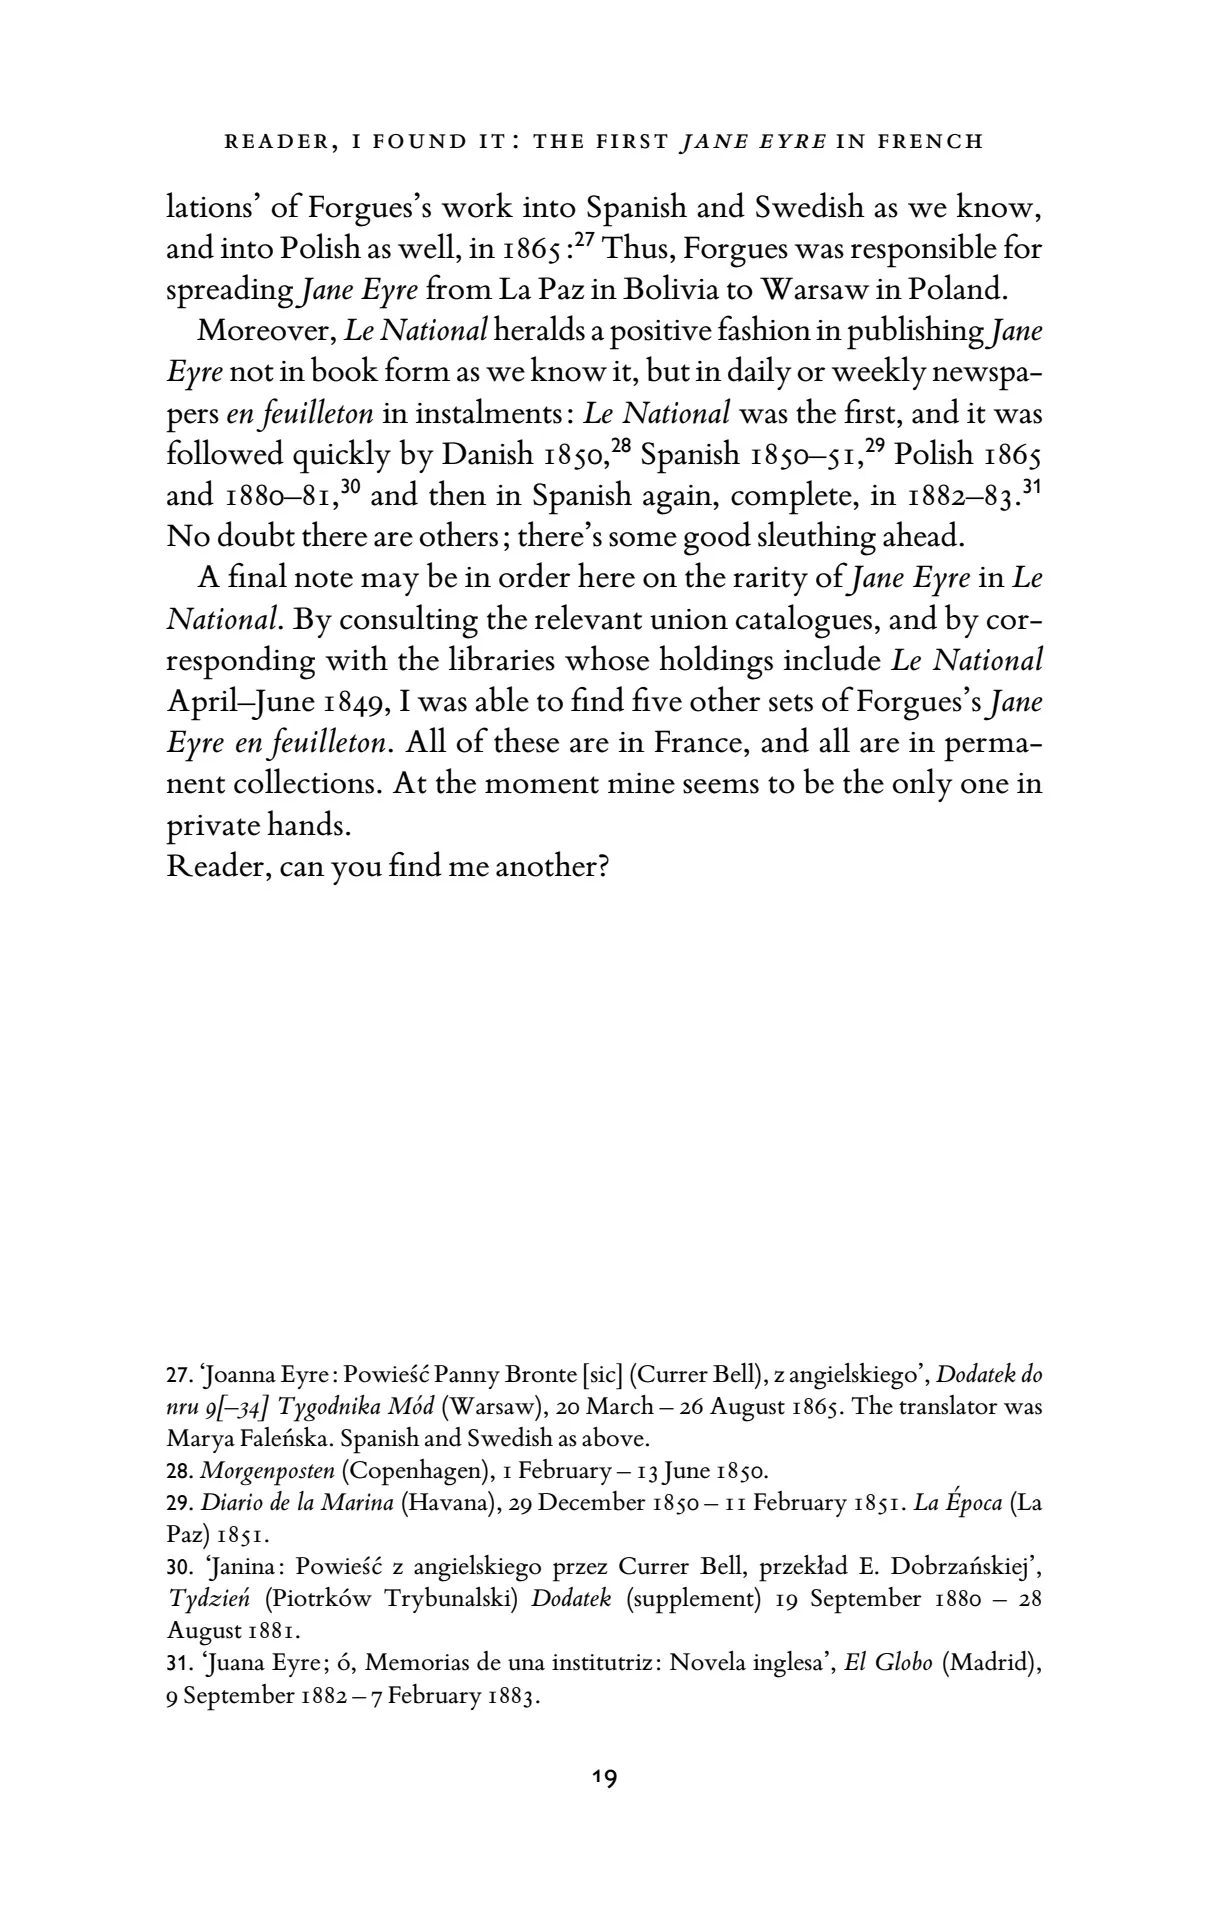 READER, I FOUND IT: THE FIRST JANE EYRE IN FRENCH
lations’ of Forgues’s work into Spanish and Swedish as we know,
and into Polish as well, in 1865:27 Thus, Forgues was responsible for
spreading Jane Eyre from La Paz in Bolivia to Warsaw in Poland.
Moreover, Le National heralds a positive fashion in publishing Jane
Eyre not in book form as we know it, but in daily or weekly newspa-
pers en feuilleton in instalments: Le National was the first, and it was
followed quickly by Danish 1850,28 Spanish 1850–51,29 Polish 1865
and 1880–81,30 and then in Spanish again, complete, in 1882–83.31
No doubt there are others; there’s some good sleuthing ahead.
A final note may be in order here on the rarity of Jane Eyre in Le
National. By consulting the relevant union catalogues, and by cor-
responding with the libraries whose holdings include Le National
April–June 1849, I was able to find five other sets of Forgues’s Jane
Eyre en feuilleton. All of these are in France, and all are in perma-
nent collections. At the moment mine seems to be the only one in
private hands.
Reader, can you find me another?
27. ‘Joanna Eyre: Powieść Panny Bronte [sic] (Currer Bell), z angielskiego’, Dodatek do
nru 9[–34] Tygodnika Mód (Warsaw), 20 March – 26 August 1865. The translator was
Marya Faleńska. Spanish and Swedish as above.
28. Morgenposten (Copenhagen), 1 February – 13 June 1850.
29. Diario de la Marina (Havana), 29 December 1850 – 11 February 1851. La Época (La
Paz) 1851.
30. ‘Janina: Powieść z angielskiego przez Currer Bell, przekład E. Dobrzańskiej’,
Tydzień (Piotrków Trybunalski) Dodatek (supplement) 19 September 1880 – 28
August 1881.
31. ‘Juana Eyre; ó, Memorias de una institutriz: Novela inglesa’, El Globo (Madrid),
9 September 1882 – 7 February 1883.
19